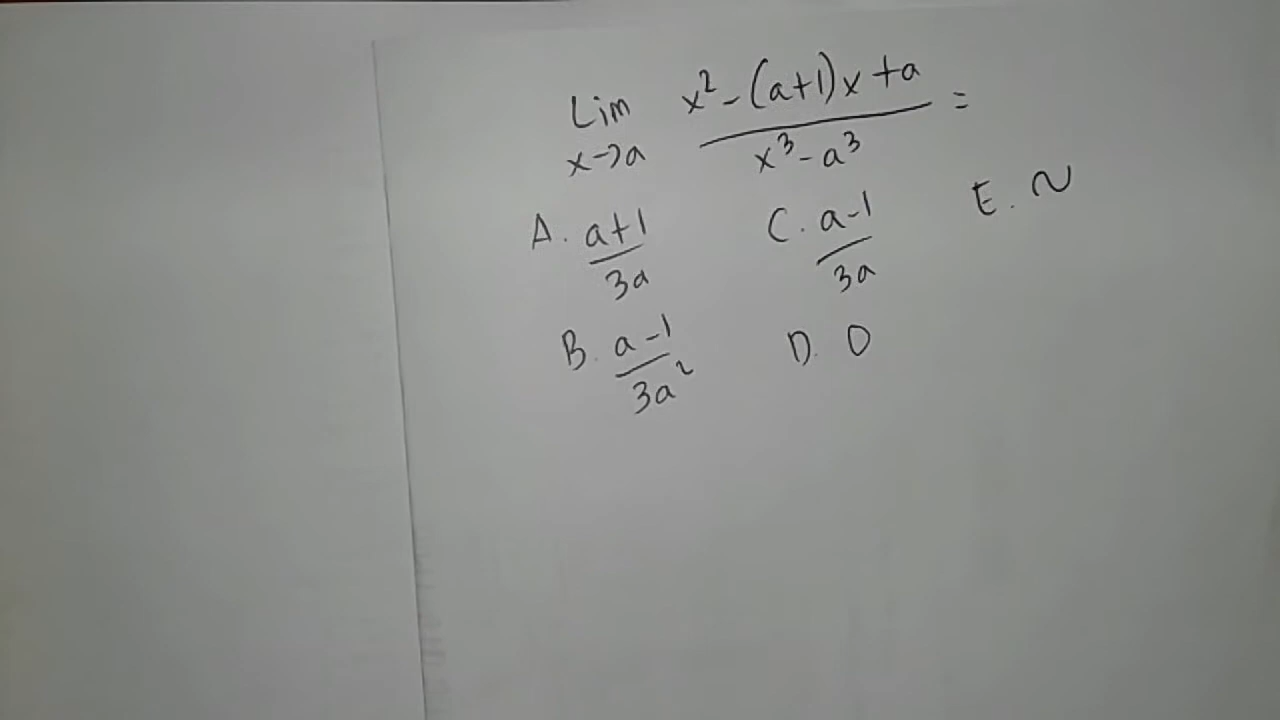 Lim x→a (x² - (a+1)x + a) / (x³ - a³) =
A. (a+1) / 3a C. (a-1) / 3a E. ~
B. (a-1) / 3a² D. 0